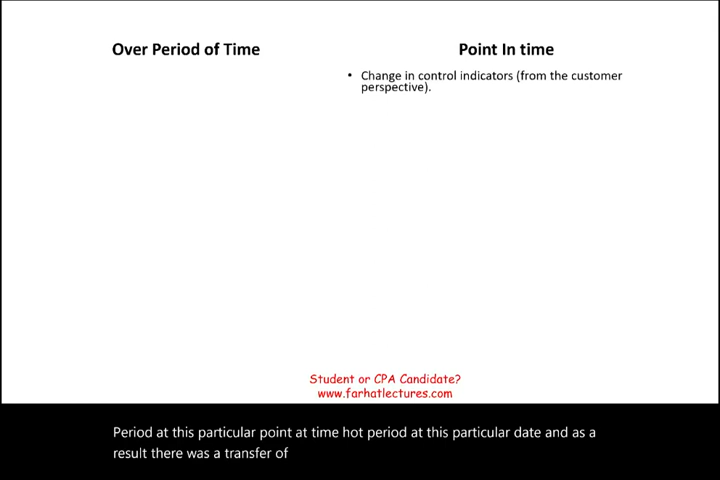 Over Period of Time
Point In time
• Change in control indicators (from the customer
perspective).
Student or CPA Candidate?
www.farhatlectures.com
Period at this particular point at time hot period at this particular date and as a
result there was a transfer of